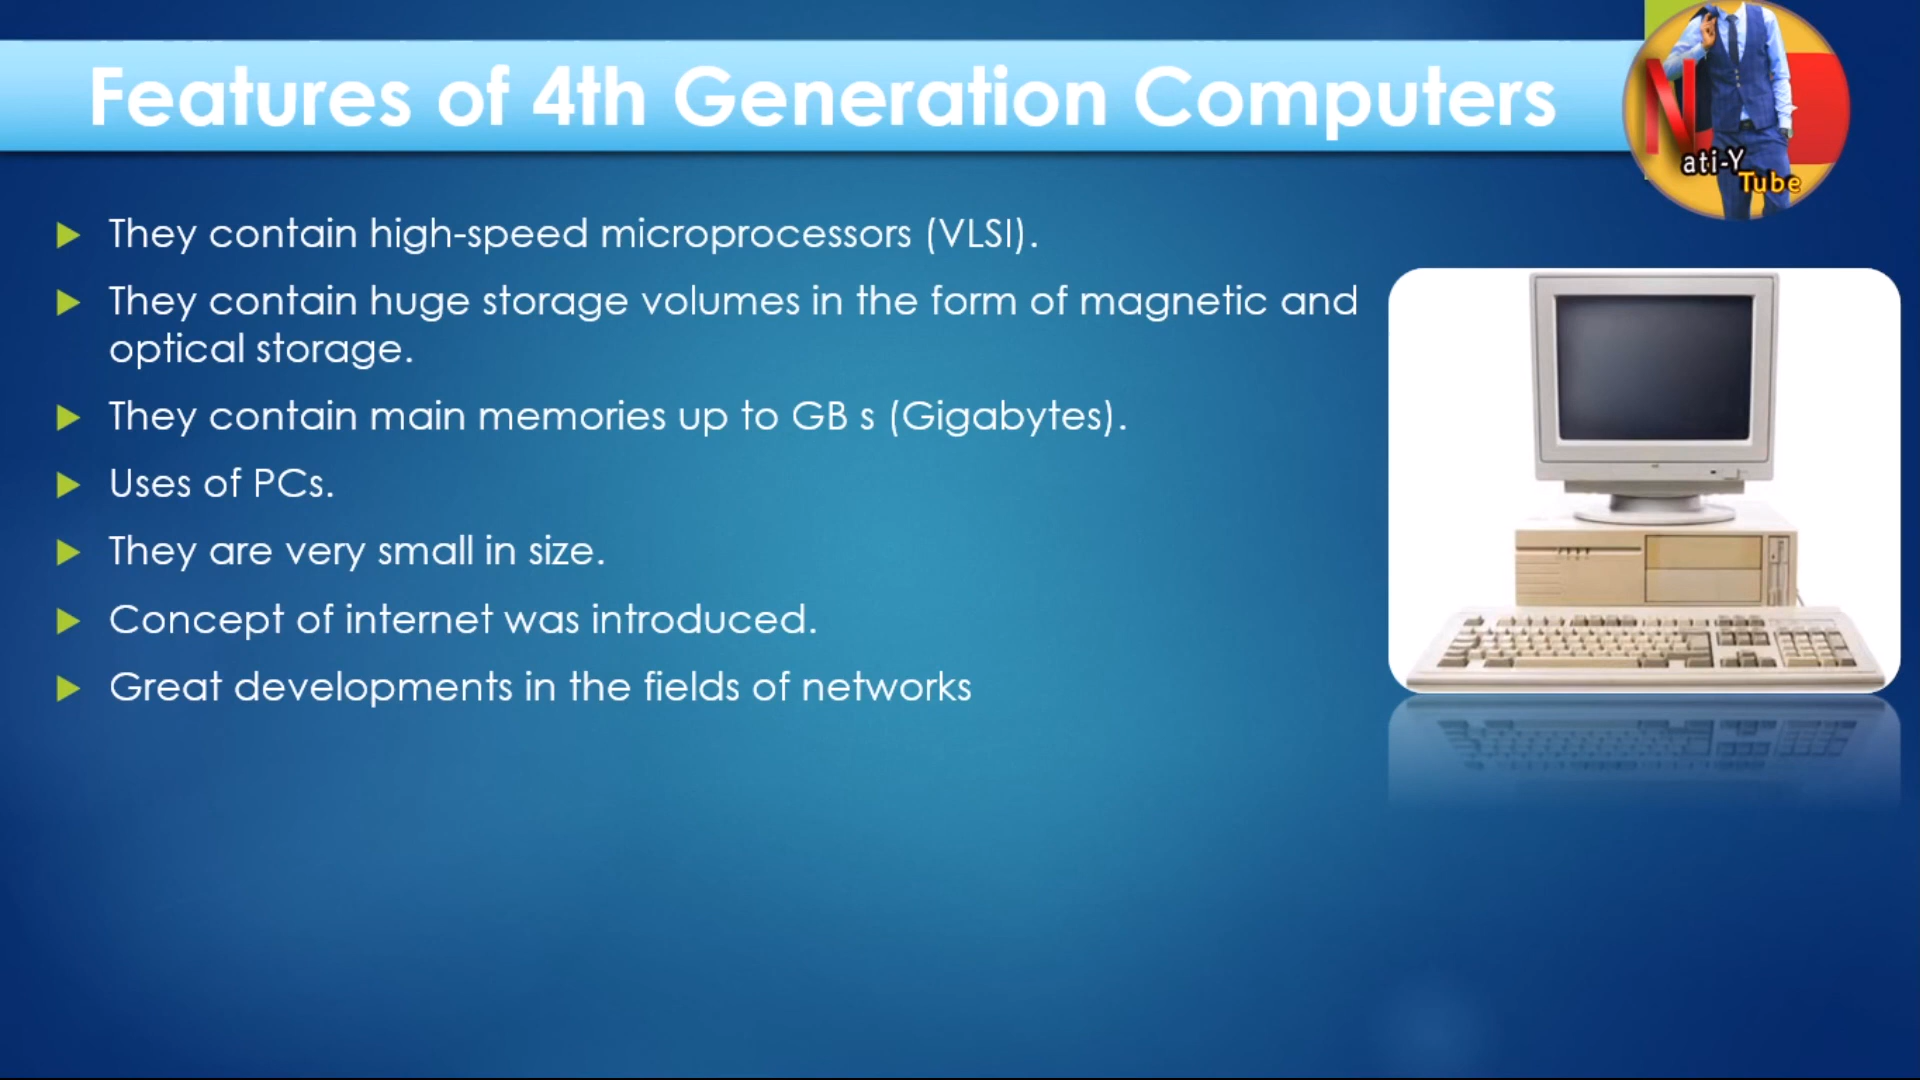 Features of 4th Generation Computers
N
ati-Y
Tube
They contain high-speed microprocessors (VLSI).
They contain huge storage volumes in the form of magnetic and
optical storage.
They contain main memories up to GB s (Gigabytes).
Uses of PCs.
They are very small in size.
Concept of internet was introduced.
Great developments in the fields of networks